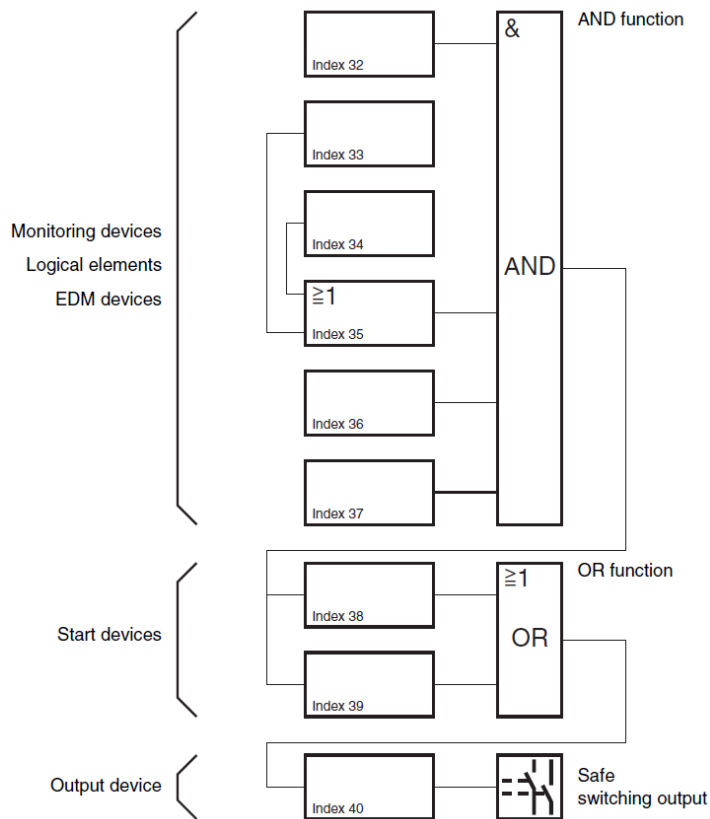 &
AND function
Index 32
Index 33
Index 34
Monitoring devices
Logical elements
EDM devices
AND
≧1
Index 35
Index 36
Index 37
≧1
OR function
Index 38
Start devices
OR
Index 39
Output device
Index 40
Safe
switching output